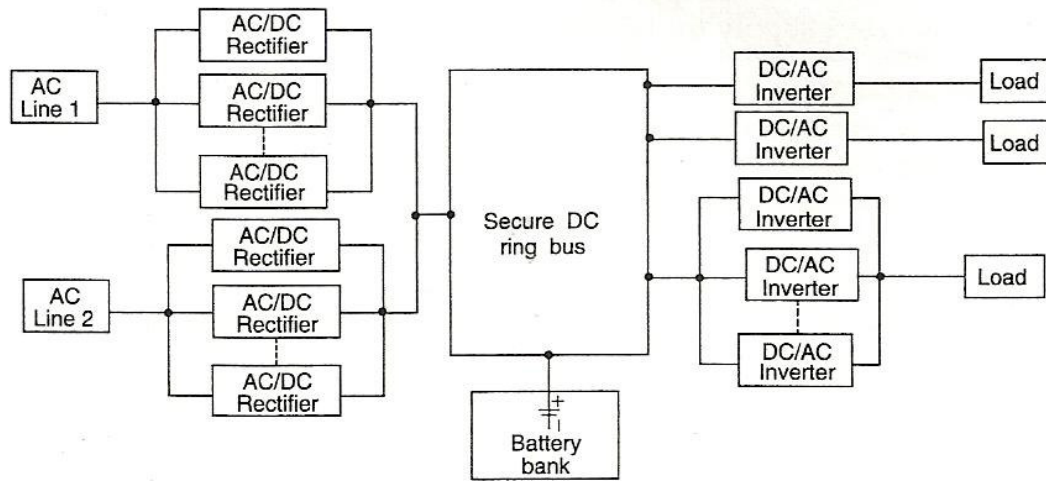 AC
Line 1
AC/DC
Rectifier
AC/DC
Rectifier
AC/DC
Rectifier
AC
Line 2
AC/DC
Rectifier
AC/DC
Rectifier
AC/DC
Rectifier
Secure DC
ring bus
+
Battery
bank
DC/AC
Inverter
Load
DC/AC
Inverter
Load
DC/AC
Inverter
DC/AC
Inverter
DC/AC
Inverter
Load